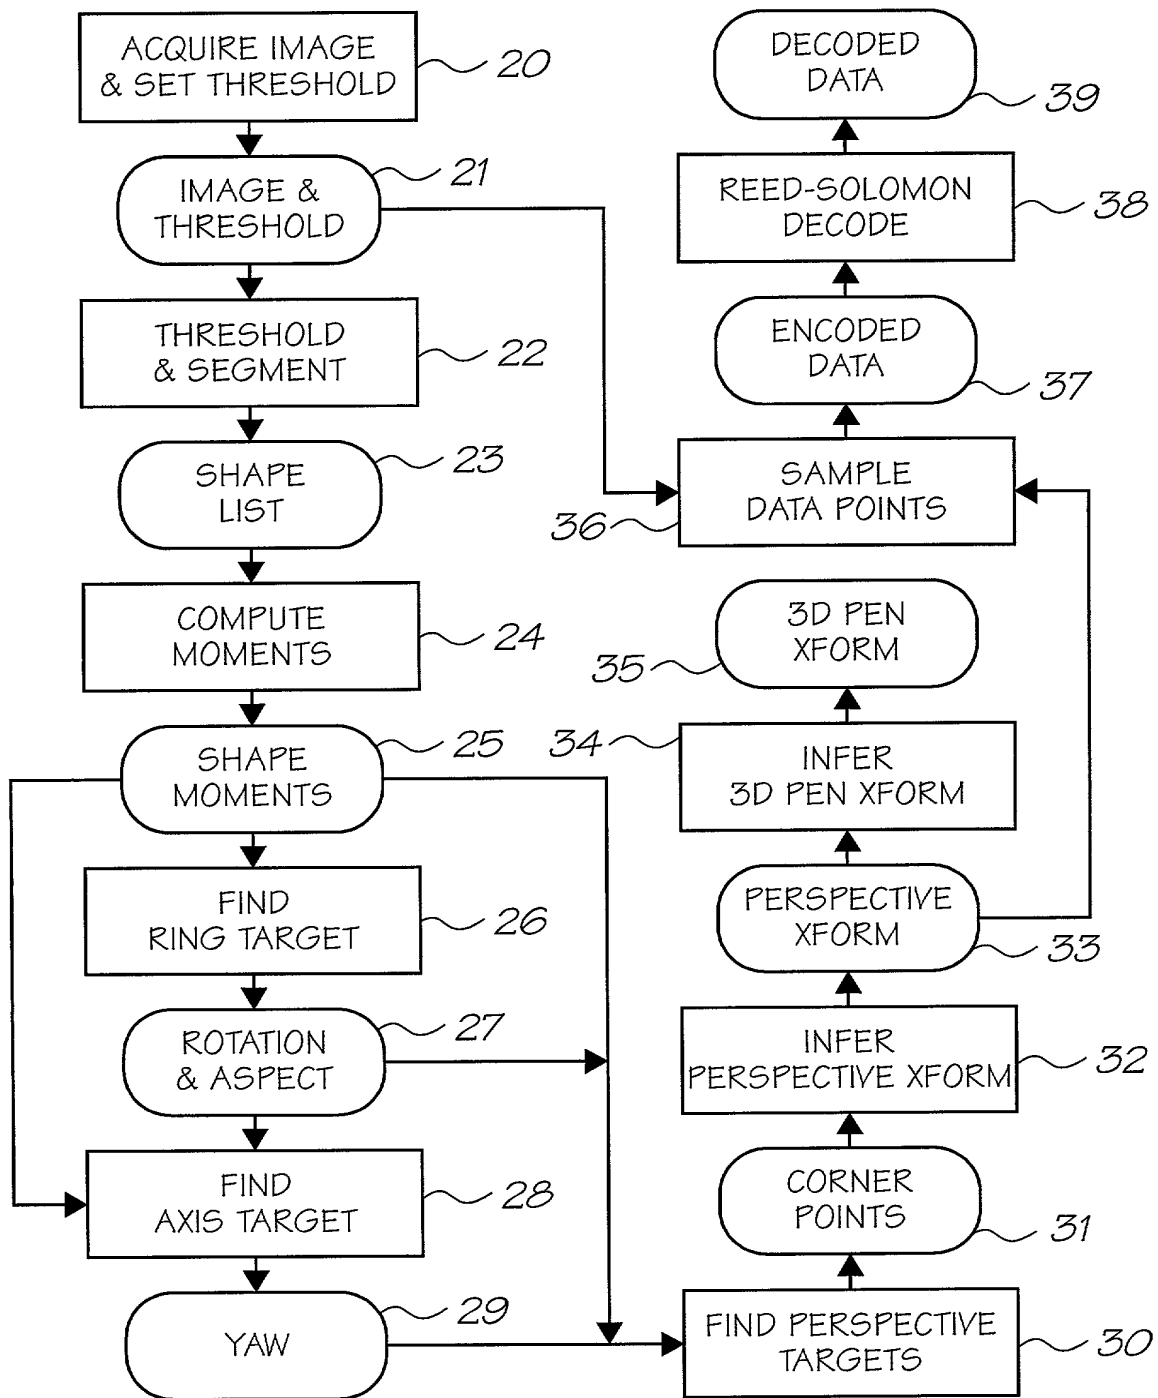 ACQUIRE IMAGE
& SET THRESHOLD
20
IMAGE &
THRESHOLD
21
THRESHOLD
& SEGMENT
22
SHAPE
LIST
23
COMPUTE
MOMENTS
24
SHAPE
MOMENTS
25
FIND
RING TARGET
26
ROTATION
& ASPECT
27
FIND
AXIS TARGET
28
YAW
29
DECODED
DATA
39
REED-SOLOMON
DECODE
38
ENCODED
DATA
37
SAMPLE
DATA POINTS
36
3D PEN
XFORM
35
34
INFER
3D PEN XFORM
PERSPECTIVE
XFORM
33
INFER
PERSPECTIVE XFORM
32
CORNER
POINTS
31
FIND PERSPECTIVE
TARGETS
30